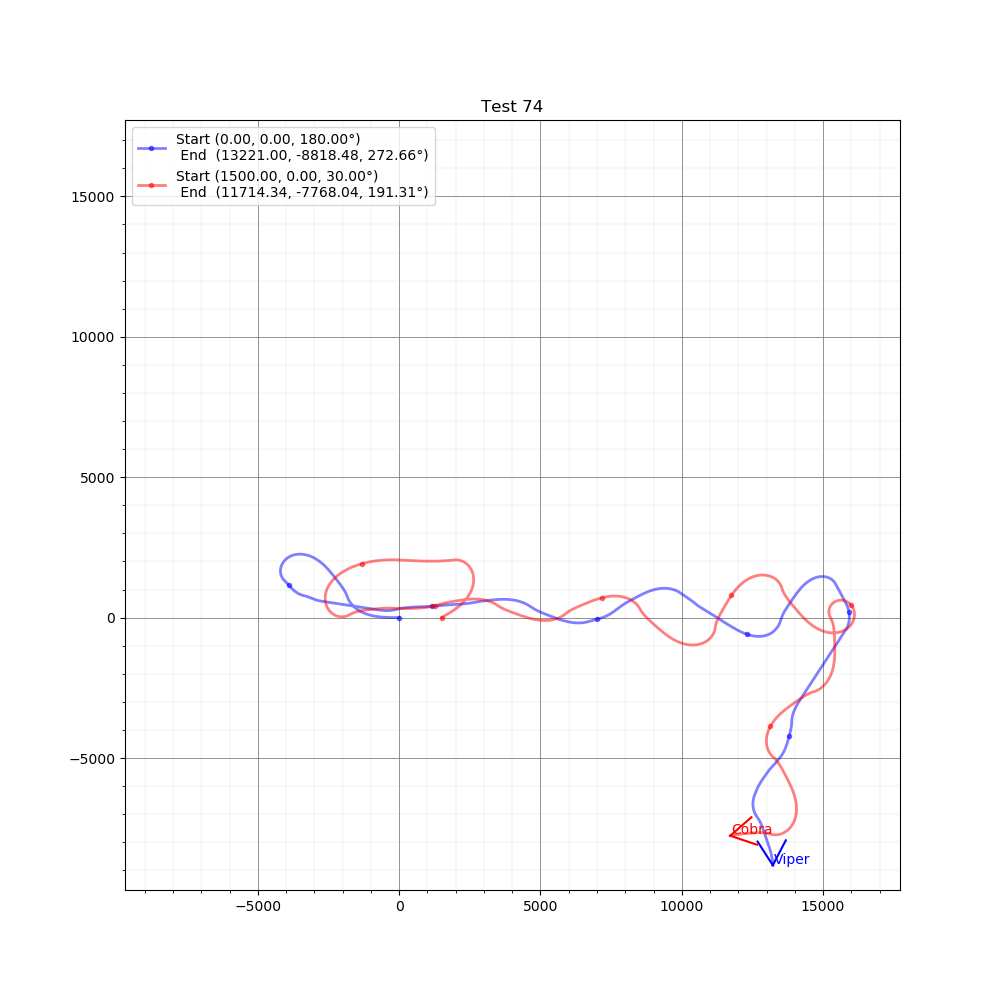 Test 74
Start (0.00, 0.00, 180.00°)
End (13221.00, -8818.48, 272.66°)
Start (1500.00, 0.00, 30.00°)
End (11714.34, -7768.04, 191.31°)
15000
10000
5000
0
−5000
Cobra
Viper
−5000 0 5000 10000 15000